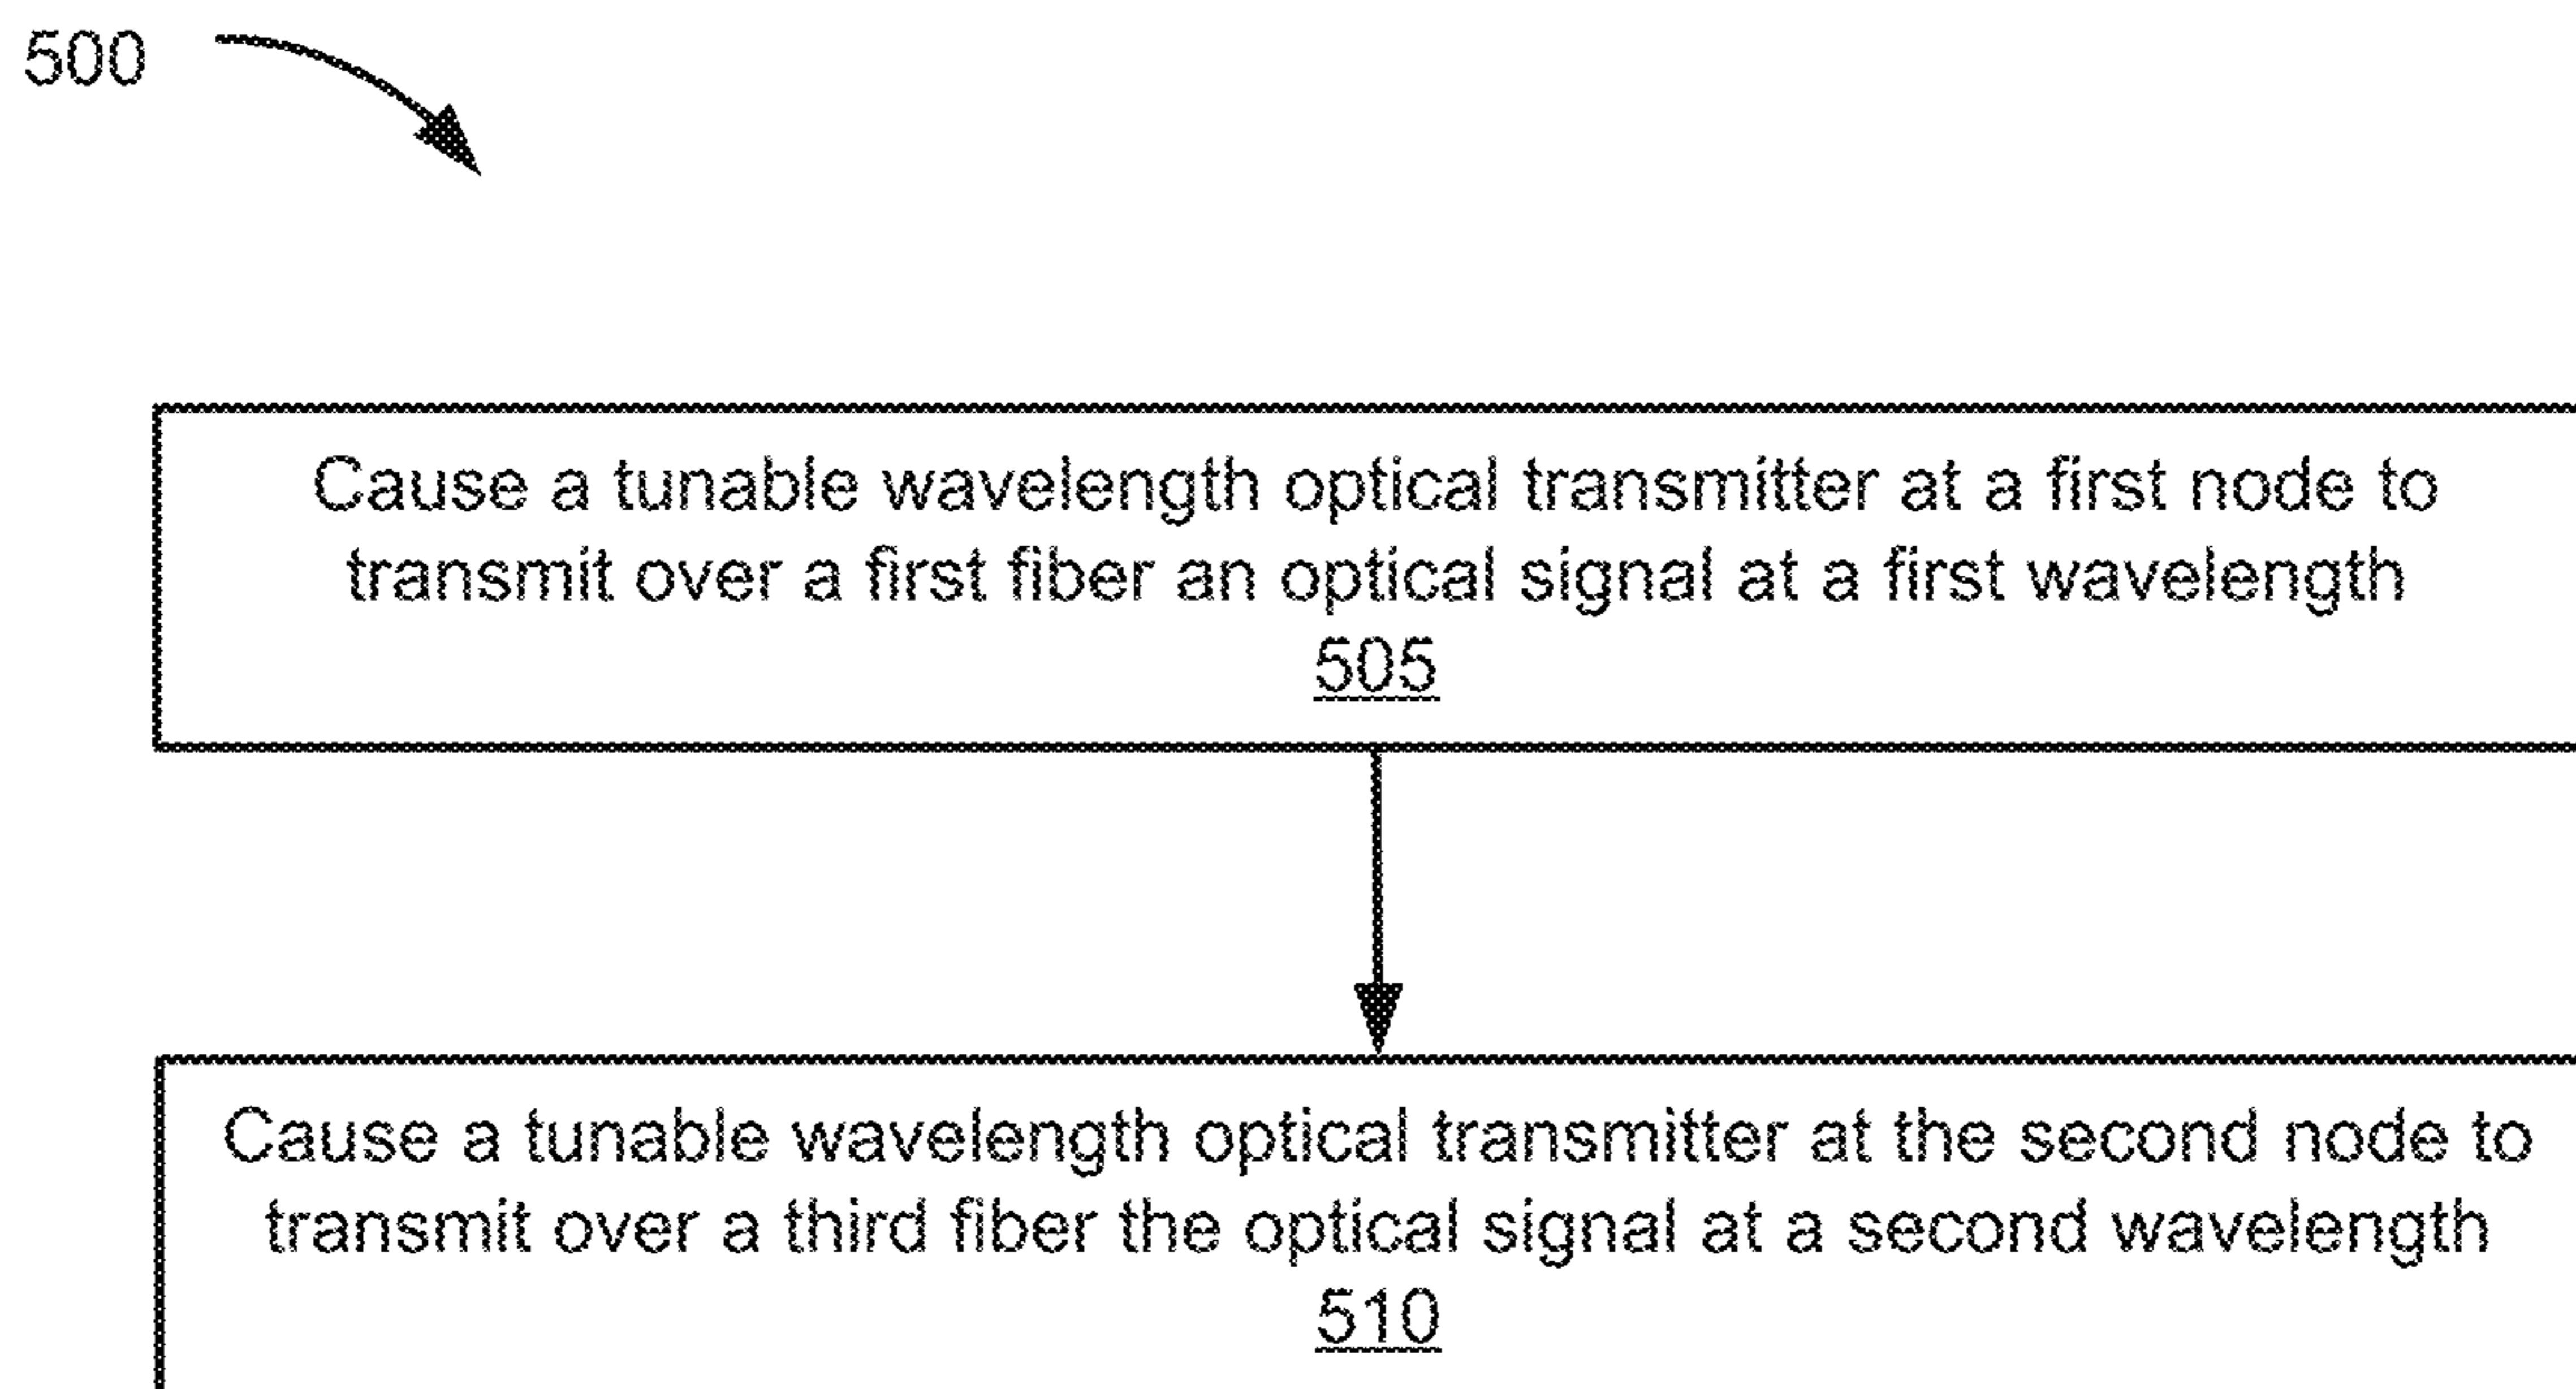 500
Cause a tunable wavelength optical transmitter at a first node to
transmit over a first fiber an optical signal at a first wavelength
505
Cause a tunable wavelength optical transmitter at the second node to
transmit over a third fiber the optical signal at a second wavelength
510